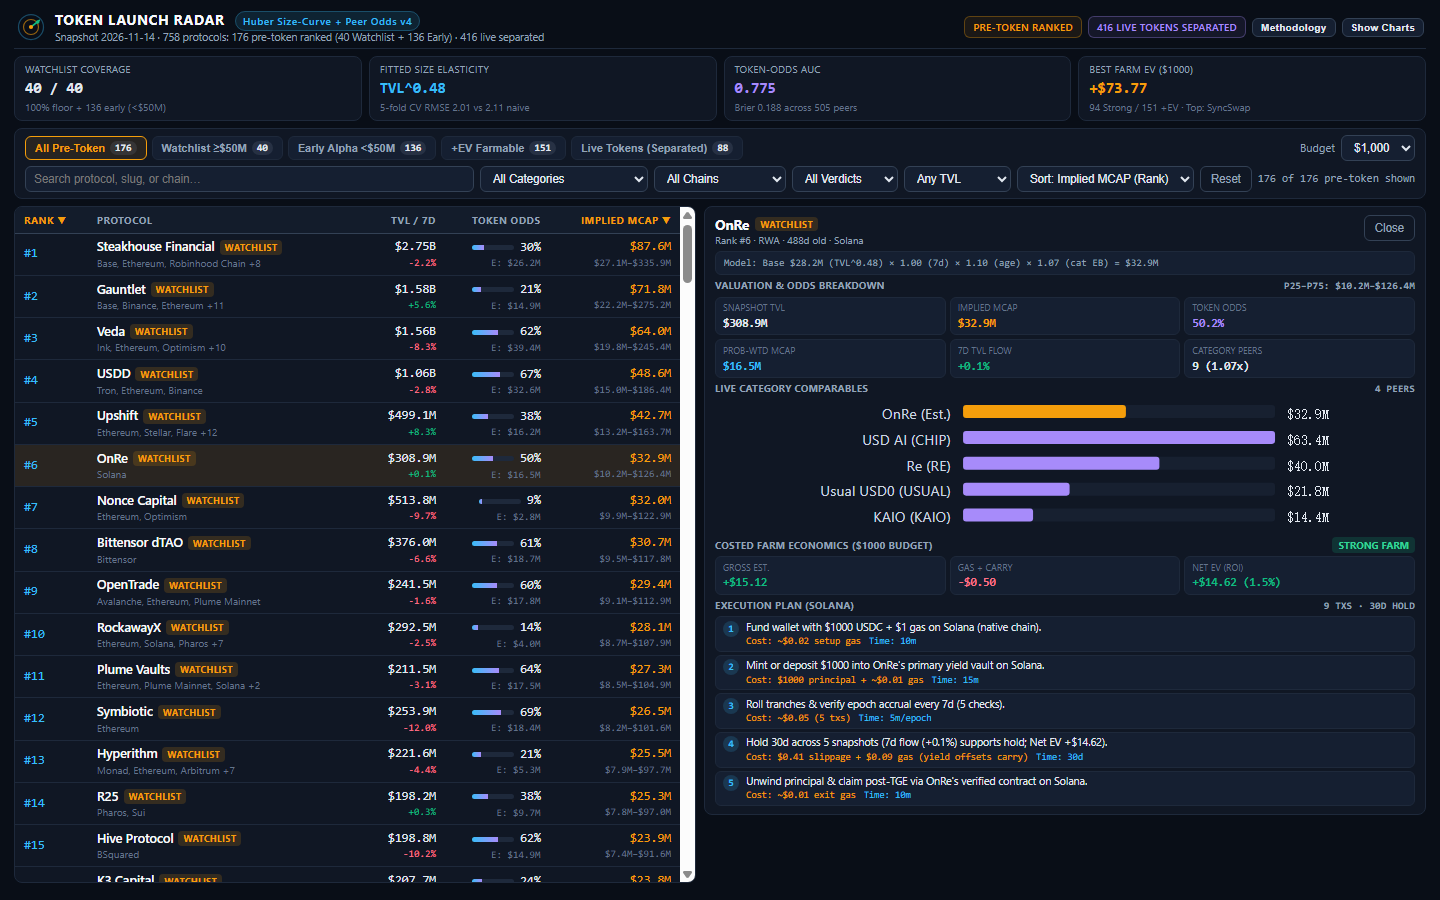 TOKEN LAUNCH RADAR Huber Size-Curve + Peer Odds v4
Snapshot 2026-11-14 · 758 protocols: 176 pre-token ranked (40 Watchlist + 136 Early) · 416 live separated
PRE-TOKEN RANKED 416 LIVE TOKENS SEPARATED Methodology Show Charts
WATCHLIST COVERAGE
40 / 40
100% floor + 136 early (<$50M)
FITTED SIZE ELASTICITY
TVL^0.48
5-fold CV RMSE 2.01 vs 2.11 naive
TOKEN-ODDS AUC
0.775
Brier 0.188 across 505 peers
BEST FARM EV ($1000)
+$73.77
94 Strong / 151 +EV · Top: SyncSwap
All Pre-Token 176 Watchlist ≥$50M 40 Early Alpha <$50M 136 +EV Farmable 151 Live Tokens (Separated) 88 Budget $1,000
Search protocol, slug, or chain... All Categories All Chains All Verdicts Any TVL Sort: Implied MCAP (Rank) Reset 176 of 176 pre-token shown
RANK ▼ PROTOCOL TVL / 7D TOKEN ODDS IMPLIED MCAP ▼
#1 Steakhouse Financial WATCHLIST $2.75B 30% $87.6M
Base, Ethereum, Robinhood Chain +8 -2.2% E: $26.2M $27.1M–$335.9M
#2 Gauntlet WATCHLIST $1.58B 21% $71.8M
Base, Binance, Ethereum +11 +5.6% E: $14.9M $22.2M–$275.2M
#3 Veda WATCHLIST $1.56B 62% $64.0M
Ink, Ethereum, Optimism +10 -8.3% E: $39.4M $19.8M–$245.4M
#4 USDD WATCHLIST $1.06B 67% $48.6M
Tron, Ethereum, Binance -2.8% E: $32.6M $15.0M–$186.4M
#5 Upshift WATCHLIST $499.1M 38% $42.7M
Ethereum, Stellar, Flare +12 +8.3% E: $16.2M $13.2M–$163.7M
#6 OnRe WATCHLIST $308.9M 50% $32.9M
Solana +0.1% E: $16.5M $10.2M–$126.4M
#7 Nonce Capital WATCHLIST $513.8M 9% $32.0M
Ethereum, Optimism -9.7% E: $2.8M $9.9M–$122.9M
#8 Bittensor dTAO WATCHLIST $376.0M 61% $30.7M
Bittensor -6.6% E: $18.7M $9.5M–$117.8M
#9 OpenTrade WATCHLIST $241.5M 60% $29.4M
Avalanche, Ethereum, Plume Mainnet -1.6% E: $17.8M $9.1M–$112.9M
#10 RockawayX WATCHLIST $292.5M 14% $28.1M
Ethereum, Solana, Pharos +7 -2.5% E: $4.0M $8.7M–$107.9M
#11 Plume Vaults WATCHLIST $211.5M 64% $27.3M
Ethereum, Plume Mainnet, Solana +2 -3.1% E: $17.5M $8.5M–$104.9M
#12 Symbiotic WATCHLIST $253.9M 69% $26.5M
Ethereum -12.0% E: $18.4M $8.2M–$101.6M
#13 Hyperithm WATCHLIST $221.6M 21% $25.5M
Monad, Ethereum, Arbitrum +7 -4.4% E: $5.3M $7.9M–$97.7M
#14 R25 WATCHLIST $198.2M 38% $25.3M
Pharos, Sui +0.3% E: $9.7M $7.8M–$97.0M
#15 Hive Protocol WATCHLIST $198.8M 62% $23.9M
BSquared -10.2% E: $14.9M $7.4M–$91.6M
K3 Capital WATCHLIST $207.7M 24% $23.8M
OnRe WATCHLIST Close
Rank #6 · RWA · 488d old · Solana
Model: Base $28.2M (TVL^0.48) × 1.00 (7d) × 1.10 (age) × 1.07 (cat EB) = $32.9M
VALUATION & ODDS BREAKDOWN P25–P75: $10.2M–$126.4M
SNAPSHOT TVL
$308.9M
IMPLIED MCAP
$32.9M
TOKEN ODDS
50.2%
PROB-WTD MCAP
$16.5M
7D TVL FLOW
+0.1%
CATEGORY PEERS
9 (1.07x)
LIVE CATEGORY COMPARABLES 4 PEERS
OnRe (Est.) $32.9M
USD AI (CHIP) $63.4M
Re (RE) $40.0M
Usual USD0 (USUAL) $21.8M
KAIO (KAIO) $14.4M
COSTED FARM ECONOMICS ($1000 BUDGET) STRONG FARM
GROSS EST.
+$15.12
GAS + CARRY
-$0.50
NET EV (ROI)
+$14.62 (1.5%)
EXECUTION PLAN (SOLANA) 9 TXS · 30D HOLD
1 Fund wallet with $1000 USDC + $1 gas on Solana (native chain).
Cost: ~$0.02 setup gas Time: 10m
2 Mint or deposit $1000 into OnRe's primary yield vault on Solana.
Cost: $1000 principal + ~$0.01 gas Time: 15m
3 Roll tranches & verify epoch accrual every 7d (5 checks).
Cost: ~$0.05 (5 txs) Time: 5m/epoch
4 Hold 30d across 5 snapshots (7d flow (+0.1%) supports hold; Net EV +$14.62).
Cost: $0.41 slippage + $0.09 gas (yield offsets carry) Time: 30d
5 Unwind principal & claim post-TGE via OnRe's verified contract on Solana.
Cost: ~$0.01 exit gas Time: 10m